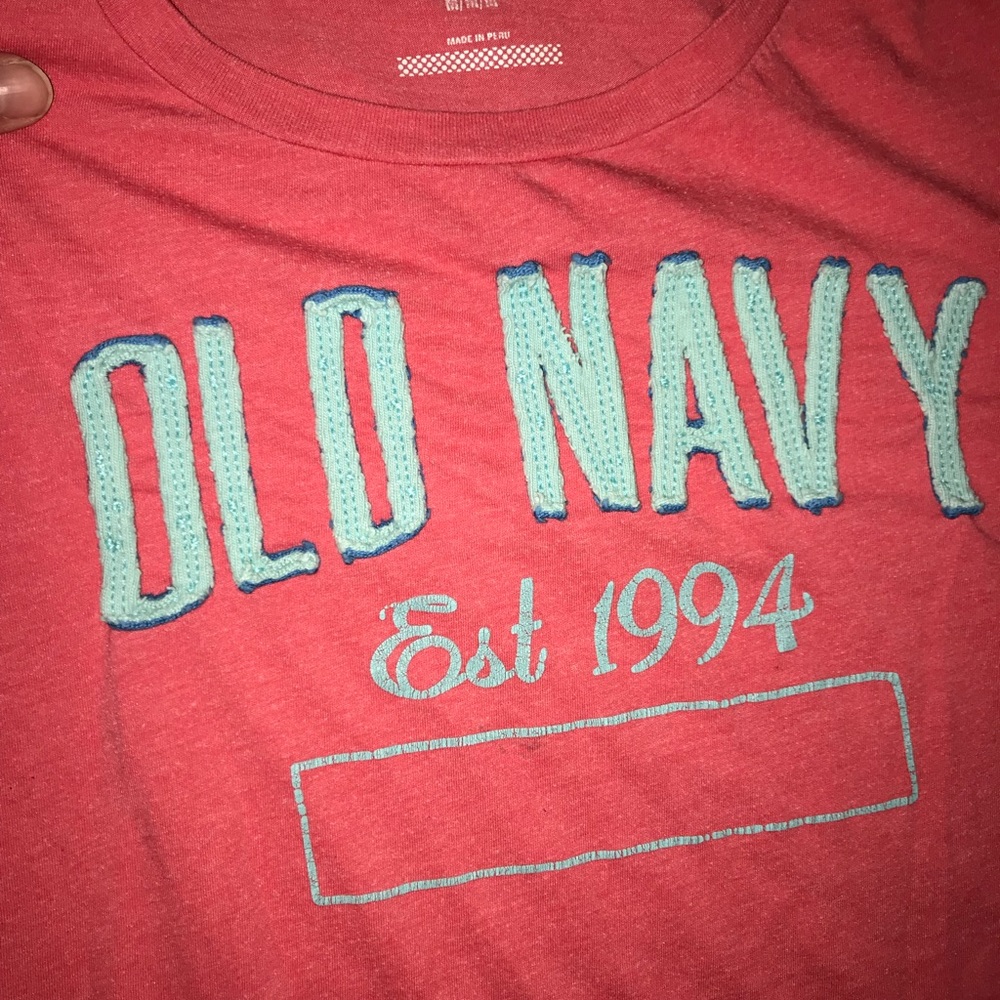 MADE IN PERU
OLD NAVY
Est 1994